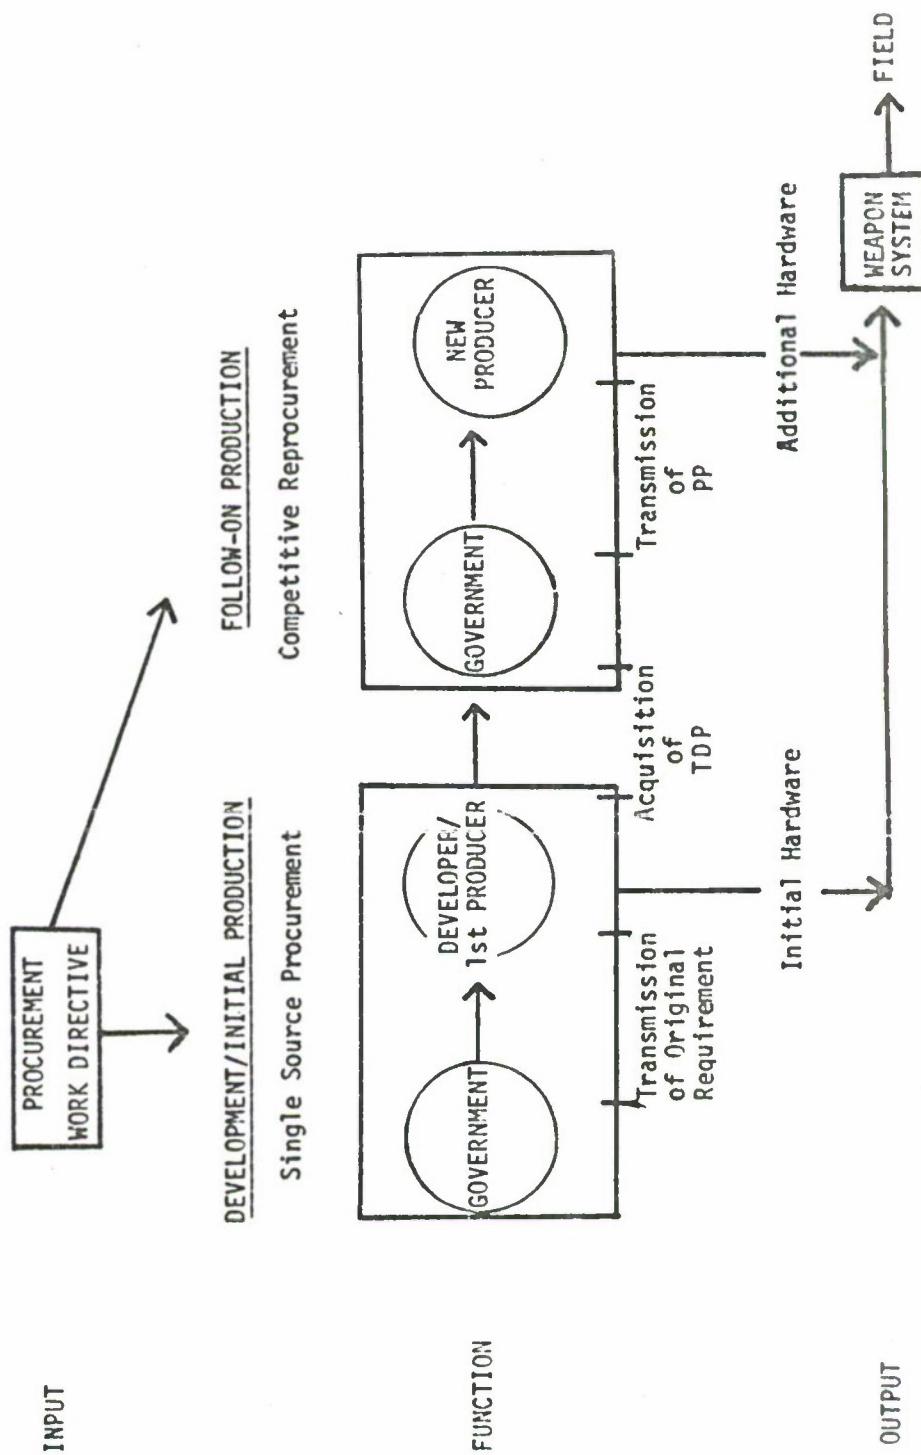 INPUT
PROCUREMENT
WORK DIRECTIVE
DEVELOPMENT/INITIAL PRODUCTION
Single Source Procurement
FOLLOW-ON PRODUCTION
Competitive Reprocurement
FUNCTION
GOVERNMENT
DEVELOPER/
1st PRODUCER
GOVERNMENT
NEW
PRODUCER
Transmission
of Original
Requirement
Acquisition
of
TDP
Transmission
of
PP
Initial Hardware
Additional Hardware
OUTPUT
WEAPON
SYSTEM
FIELD